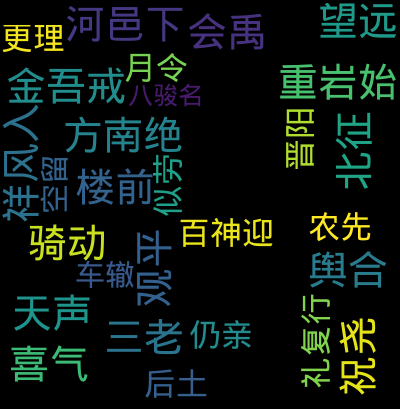 更理
河邑下
会禹
望远
金吾戒
月令
八骏名
重岩始
祥风入
方南绝
晋阳
北征
空留
楼前
似劳
骑动
百神迎
农先
车辙
观平
舆合
天声
三老
仍亲
礼复行
祝尧
喜气
后土